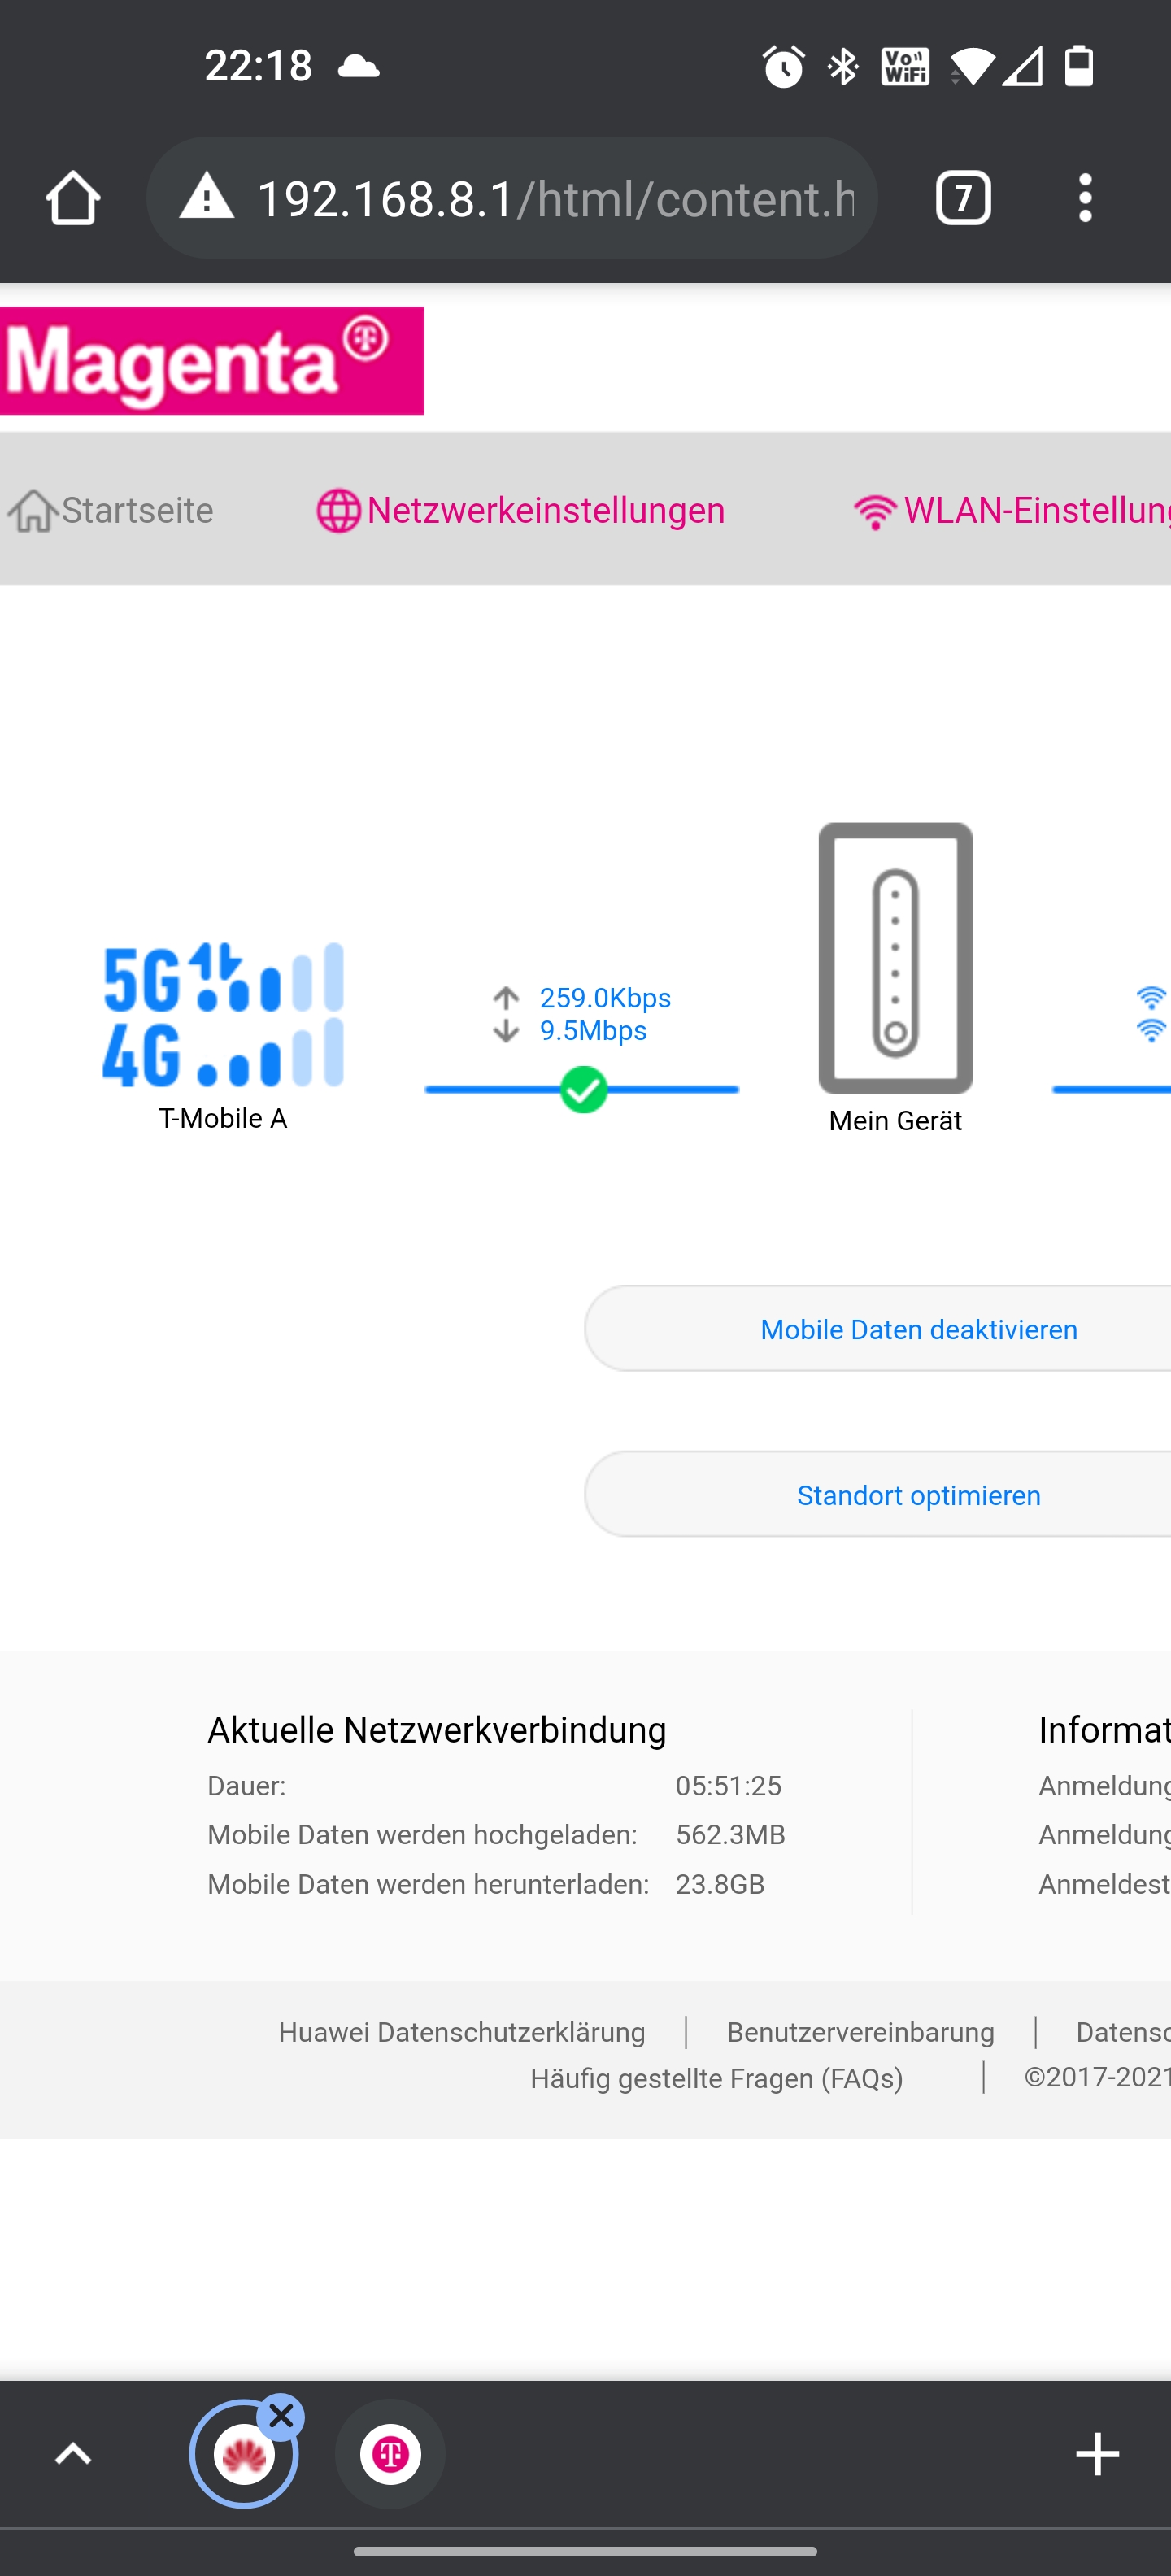 22:18
Vo WiFi
192.168.8.1/html/content.h
7
Magenta
T
Startseite
Netzwerkeinstellungen
WLAN-Einstellung
5G
4G
T-Mobile A
259.0Kbps
9.5Mbps
Mein Gerät
Mobile Daten deaktivieren
Standort optimieren
Aktuelle Netzwerkverbindung
Dauer: 05:51:25
Mobile Daten werden hochgeladen: 562.3MB
Mobile Daten werden herunterladen: 23.8GB
Informat
Anmeldung
Anmeldung
Anmeldest
Huawei Datenschutzerklärung | Benutzervereinbarung | Datensc
Häufig gestellte Fragen (FAQs) | ©2017-2021
T